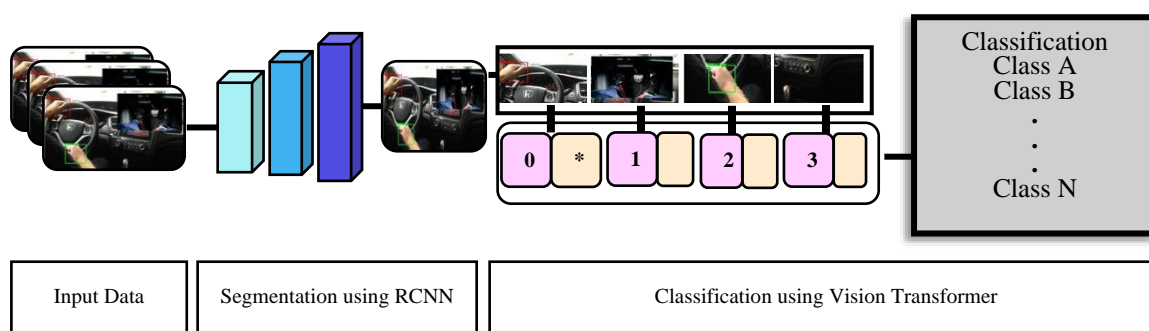 0
*
1
2
3
Classification
Class A
Class B
.
.
.
Class N
Input Data
Segmentation using RCNN
Classification using Vision Transformer